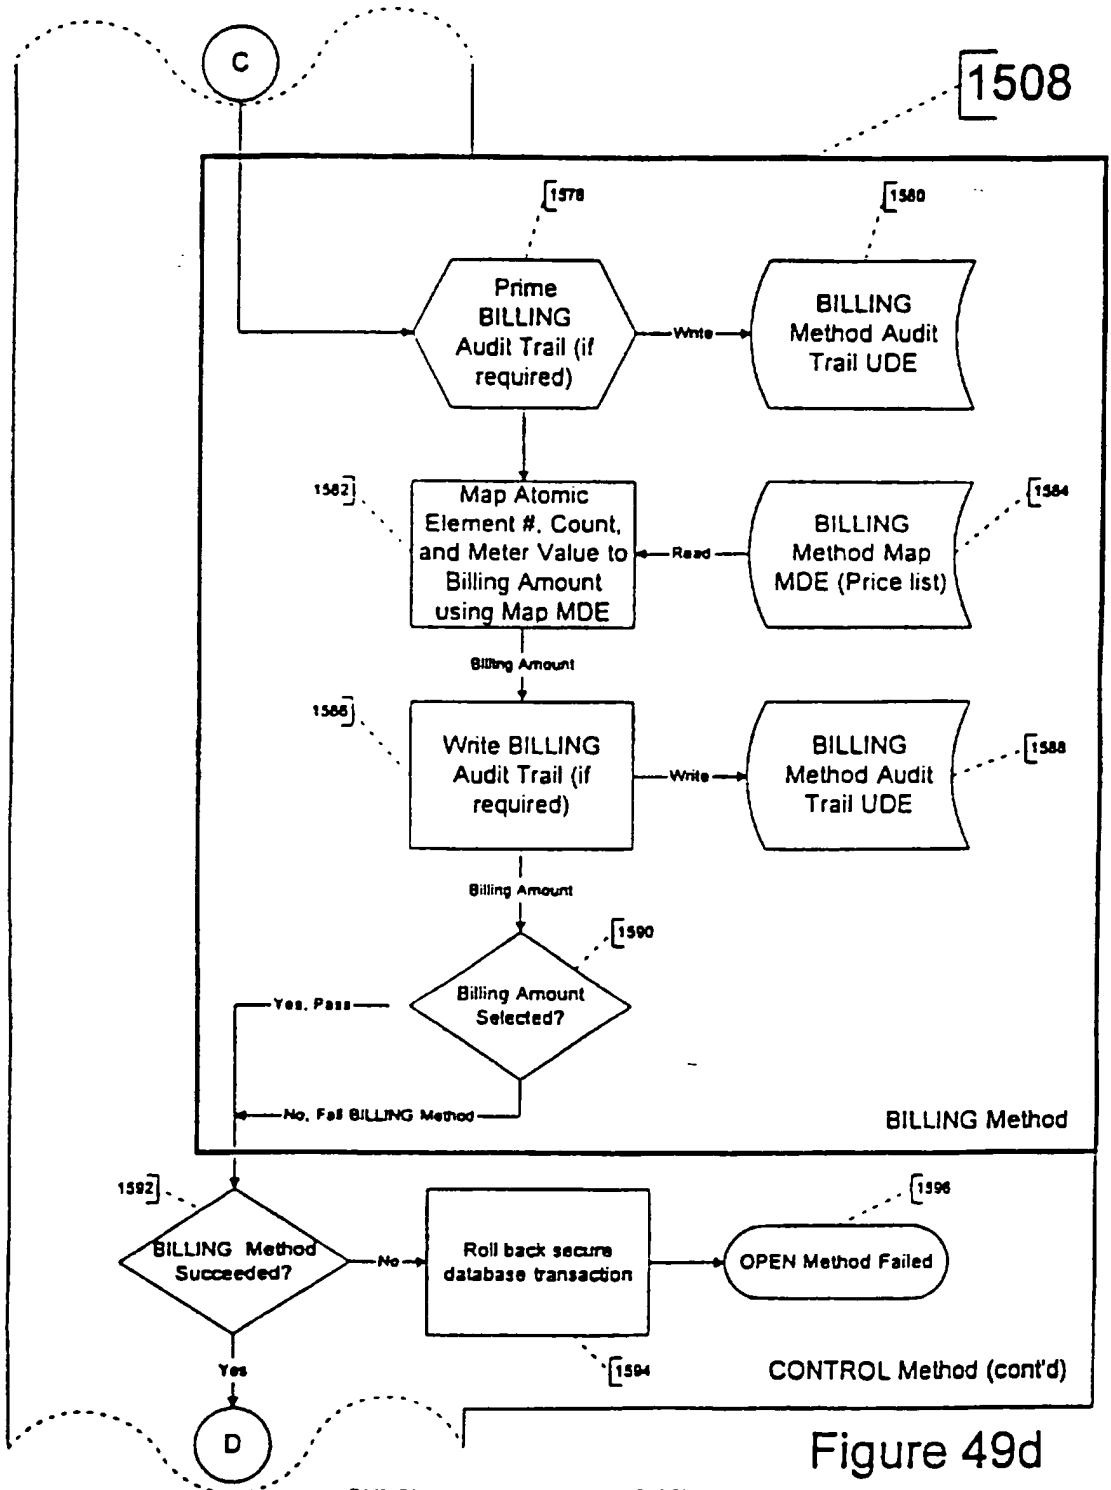 C
1508
1578
1580
Prime
BILLING
Audit Trail (if
required)
Write
BILLING
Method Audit
Trail UDE
1582
1584
Map Atomic
Element #, Count,
and Meter Value to
Billing Amount
using Map MDE
Read
BILLING
Method Map
MDE (Price list)
Billing Amount
1586
1588
Write BILLING
Audit Trail (if
required)
Write
BILLING
Method Audit
Trail UDE
Billing Amount
1590
Billing Amount
Selected?
Yes, Pass
No, Fail BILLING Method
BILLING Method
1592
1596
BILLING Method
Succeeded?
No
Roll back secure
database transaction
OPEN Method Failed
1594
Yes
CONTROL Method (cont'd)
D
Figure 49d